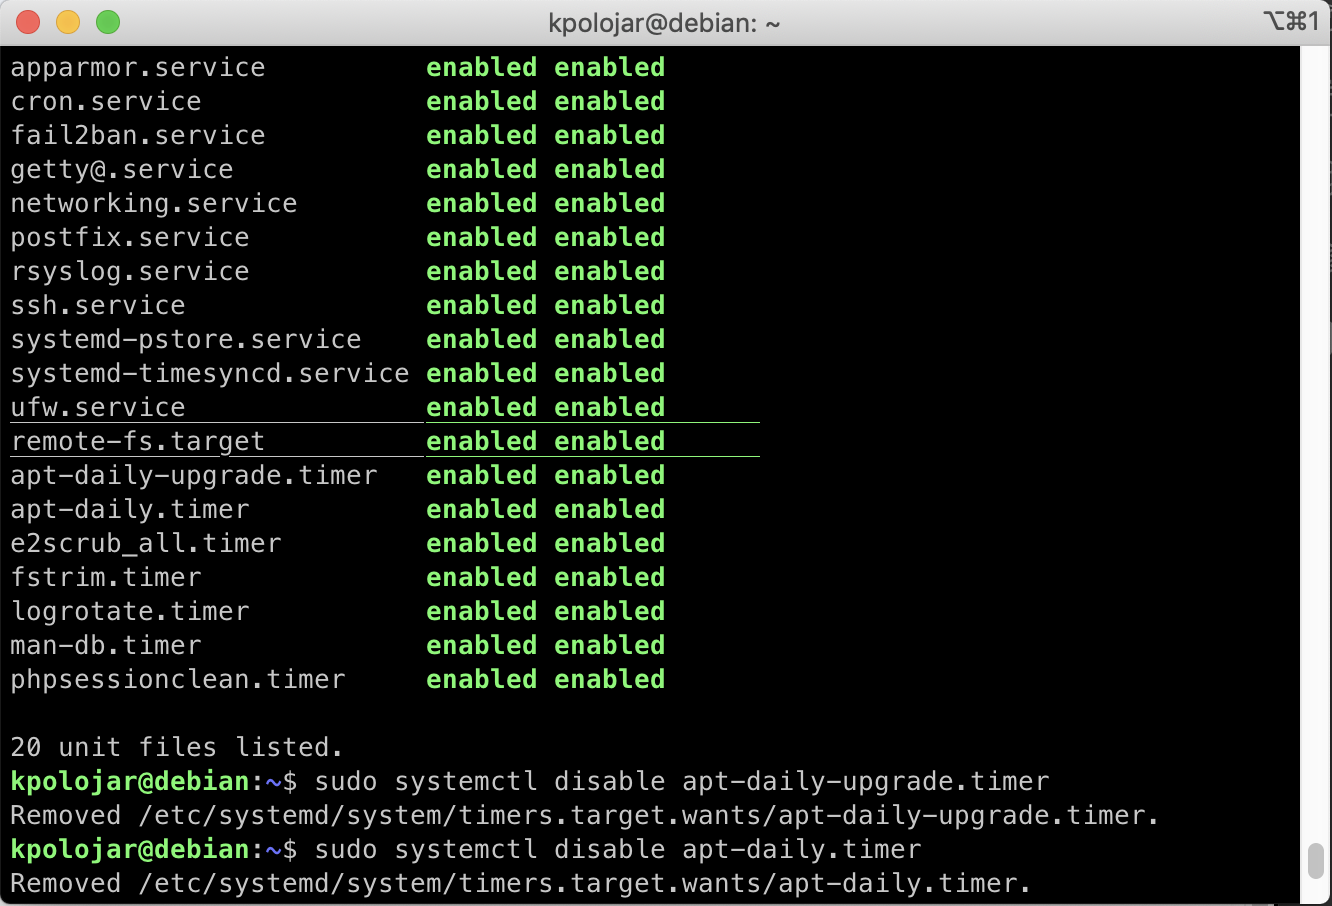 kpolojar@debian: ~ ⌥⌘1
apparmor.service enabled enabled
cron.service enabled enabled
fail2ban.service enabled enabled
getty@.service enabled enabled
networking.service enabled enabled
postfix.service enabled enabled
rsyslog.service enabled enabled
ssh.service enabled enabled
systemd-pstore.service enabled enabled
systemd-timesyncd.service enabled enabled
ufw.service enabled enabled
remote-fs.target enabled enabled
apt-daily-upgrade.timer enabled enabled
apt-daily.timer enabled enabled
e2scrub_all.timer enabled enabled
fstrim.timer enabled enabled
logrotate.timer enabled enabled
man-db.timer enabled enabled
phpsessionclean.timer enabled enabled
20 unit files listed.
kpolojar@debian:~$ sudo systemctl disable apt-daily-upgrade.timer
Removed /etc/systemd/system/timers.target.wants/apt-daily-upgrade.timer.
kpolojar@debian:~$ sudo systemctl disable apt-daily.timer
Removed /etc/systemd/system/timers.target.wants/apt-daily.timer.